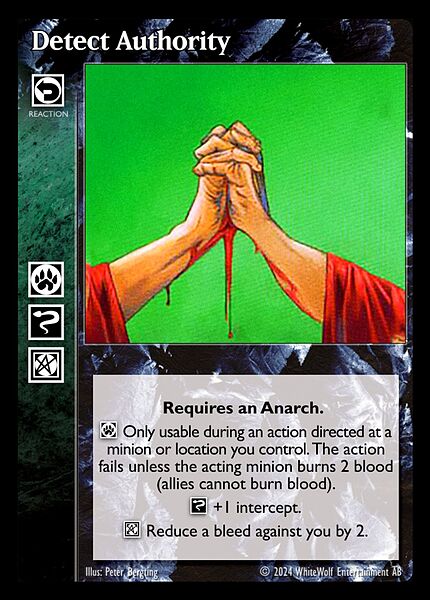 Detect Authority
REACTION
Requires an Anarch.
Only usable during an action directed at a
minion or location you control. The action
fails unless the acting minion burns 2 blood
(allies cannot burn blood).
+1 intercept.
Reduce a bleed against you by 2.
Illus: Peter Bergting
© 2024 WhiteWolf Entertainment AB